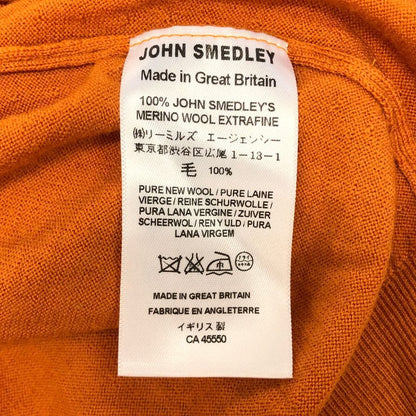 JOHN SMEDLEY
Made in Great Britain
100% JOHN SMEDLEY'S
MERINO WOOL EXTRAFINE
(株)リーミルズ エージェンシー
東京都渋谷区広尾1-13-1
毛 100%
PURE NEW WOOL / PURE LAINE
VIERGE / REINE SCHURWOLLE /
PURA LANA VERGINE / ZUIVER
SCHEERWOL / REN Y ULD / PURA
LANA VIRGEM
ドライ
MADE IN GREAT BRITAIN
FABRIQUE EN ANGLETERRE
イギリス製
CA 45550